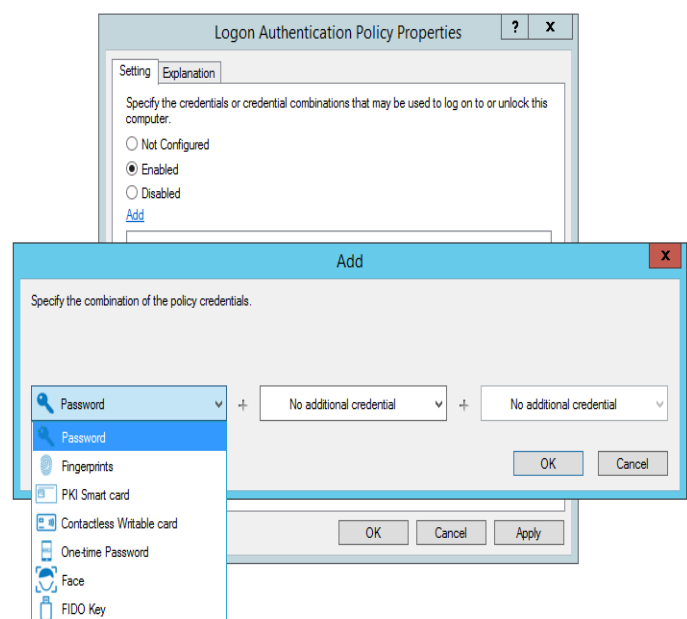 Logon Authentication Policy Properties
? x
Setting Explanation
Specify the credentials or credential combinations that may be used to log on to or unlock this
computer.
Not Configured
Enabled
Disabled
Add
Add
x
Specify the combination of the policy credentials.
Password + No additional credential + No additional credential
Password
Fingerprints
PKI Smart card
Contactless Writable card
One-time Password
Face
FIDO Key
OK Cancel
OK Cancel Apply